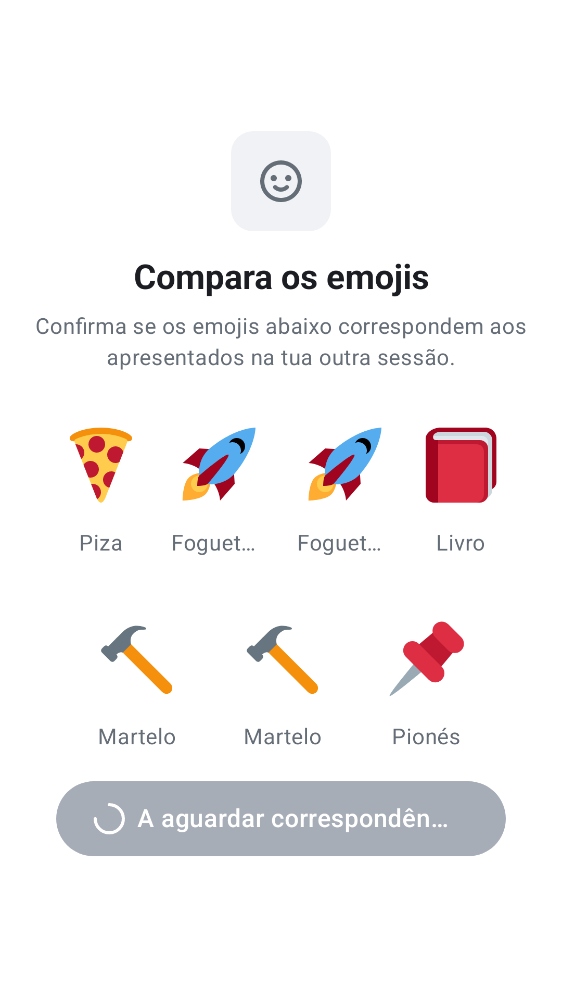 Compara os emojis
Confirma se os emojis abaixo correspondem aos
apresentados na tua outra sessão.
Piza
Foguet…
Foguet…
Livro
Martelo
Martelo
Pionés
A aguardar correspondên…